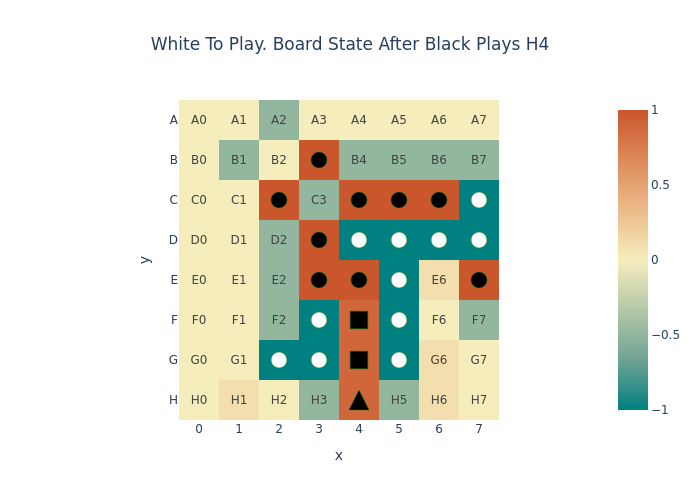 White To Play. Board State After Black Plays H4
A A0 A1 A2 A3 A4 A5 A6 A7 1
B B0 B1 B2 B4 B5 B6 B7
C C0 C1 C3 0.5
D D0 D1 D2
y 0
E E0 E1 E2 E6
F F0 F1 F2 F6 F7 −0.5
G G0 G1 G6 G7
H H0 H1 H2 H3 H5 H6 H7 −1
0 1 2 3 4 5 6 7
x